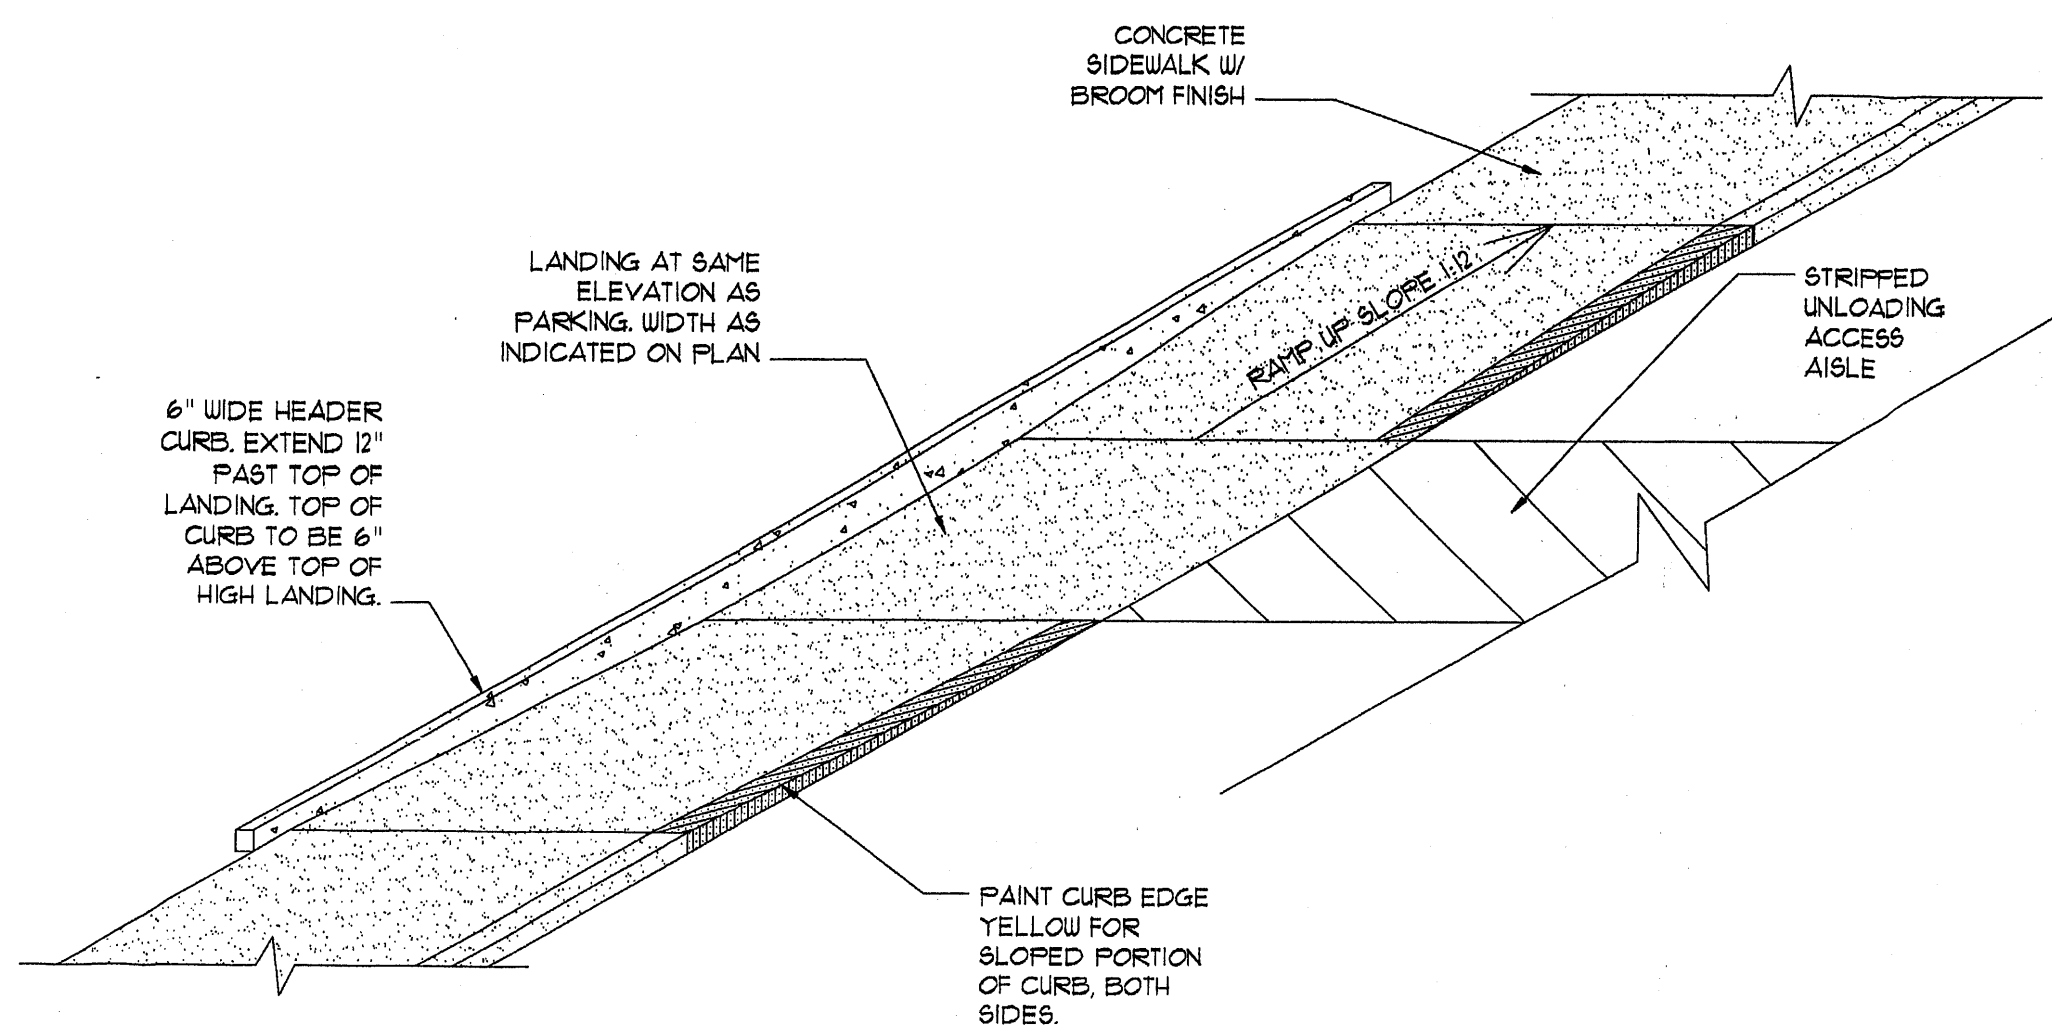 CONCRETE
SIDEWALK W/
BROOM FINISH
LANDING AT SAME
ELEVATION AS
PARKING. WIDTH AS
INDICATED ON PLAN
RAMP UP SLOPE 1:12
STRIPPED
UNLOADING
ACCESS
AISLE
6" WIDE HEADER
CURB. EXTEND 12"
PAST TOP OF
LANDING. TOP OF
CURB TO BE 6"
ABOVE TOP OF
HIGH LANDING.
PAINT CURB EDGE
YELLOW FOR
SLOPED PORTION
OF CURB, BOTH
SIDES.